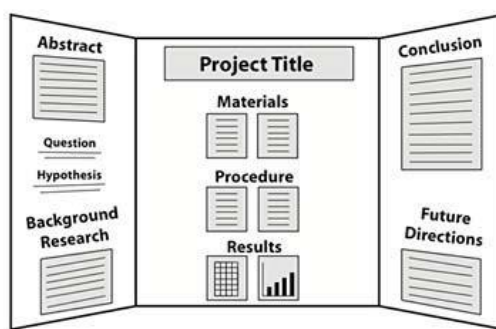 Abstract
Question
Hypothesis
Background
Research
Project Title
Materials
Procedure
Results
Conclusion
Future
Directions